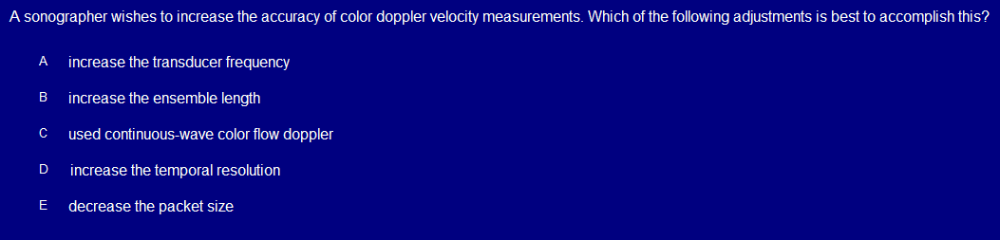 A sonographer wishes to increase the accuracy of color doppler velocity measurements. Which of the following adjustments is best to accomplish this?
A increase the transducer frequency
B increase the ensemble length
C used continuous-wave color flow doppler
D increase the temporal resolution
E decrease the packet size